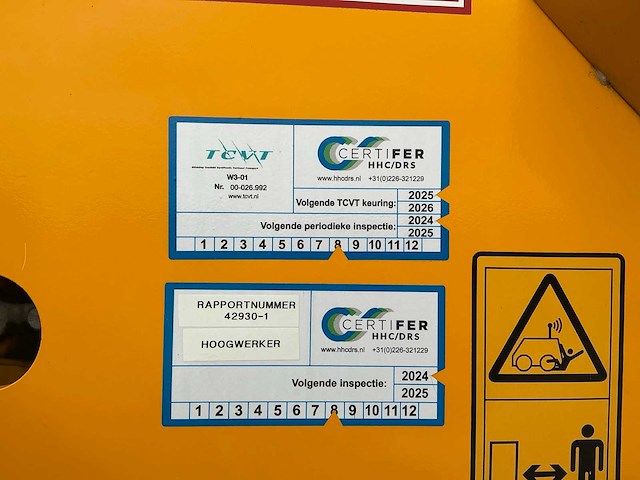 TCVT
W3-01
Nr. 00-026.992
www.tcvt.nl
CERTIFER
HHC/DRS
www.hhcdrs.nl +31(0)226-321229
Volgende TCVT keuring: 2025
2026
Volgende periodieke inspectie: 2024
2025
1 2 3 4 5 6 7 8 9 10 11 12
RAPPORTNUMMER
42930-1
HOOGWERKER
CERTIFER
HHC/DRS
www.hhcdrs.nl +31(0)226-321229
Volgende inspectie: 2024
2025
1 2 3 4 5 6 7 8 9 10 11 12